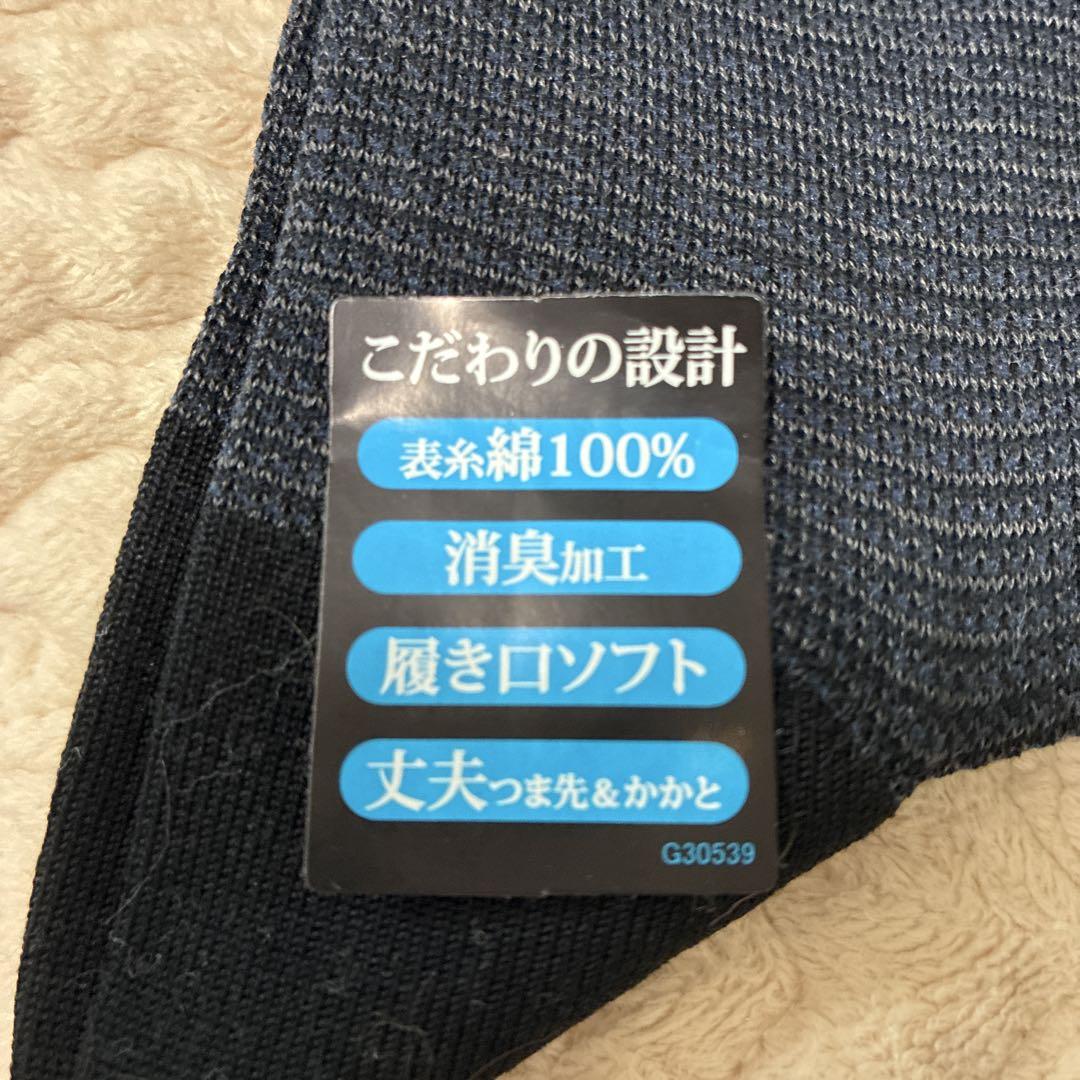 こだわりの設計
表糸綿100%
消臭加工
履き口ソフト
丈夫つま先&かかと
G30539